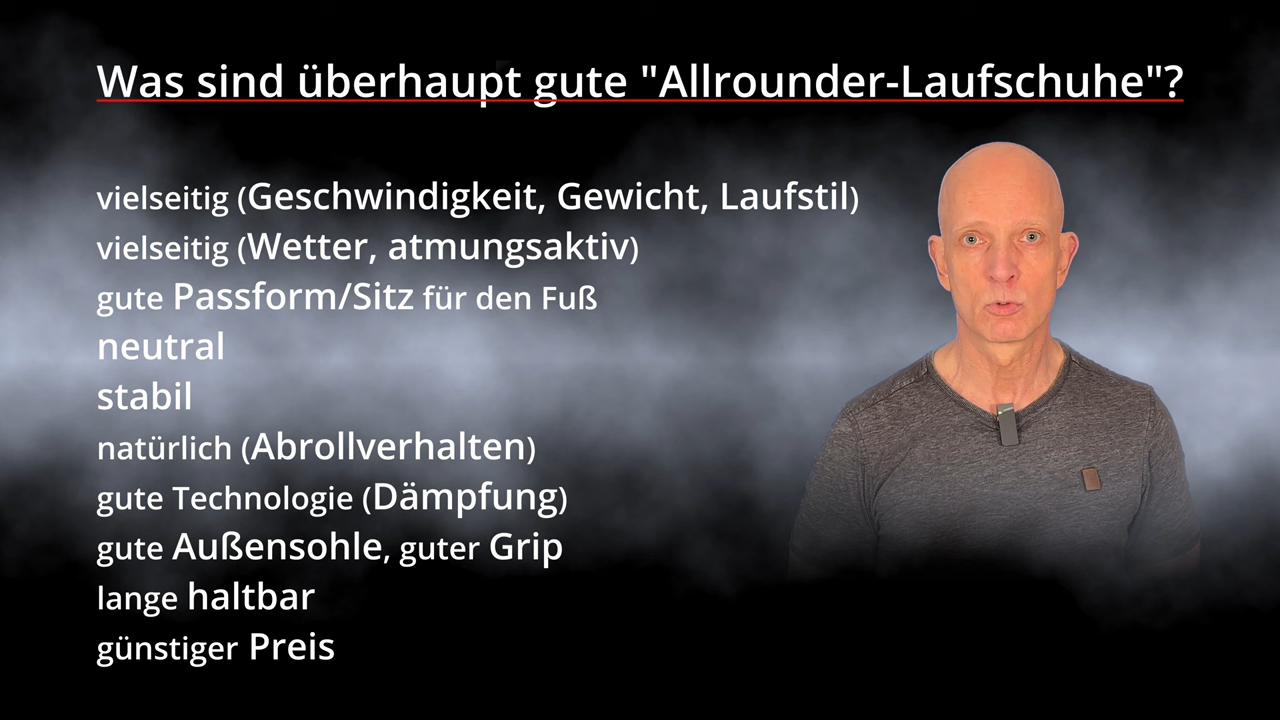 Was sind überhaupt gute "Allrounder-Laufschuhe"?
vielseitig (Geschwindigkeit, Gewicht, Laufstil)
vielseitig (Wetter, atmungsaktiv)
gute Passform/Sitz für den Fuß
neutral
stabil
natürlich (Abrollverhalten)
gute Technologie (Dämpfung)
gute Außensohle, guter Grip
lange haltbar
günstiger Preis